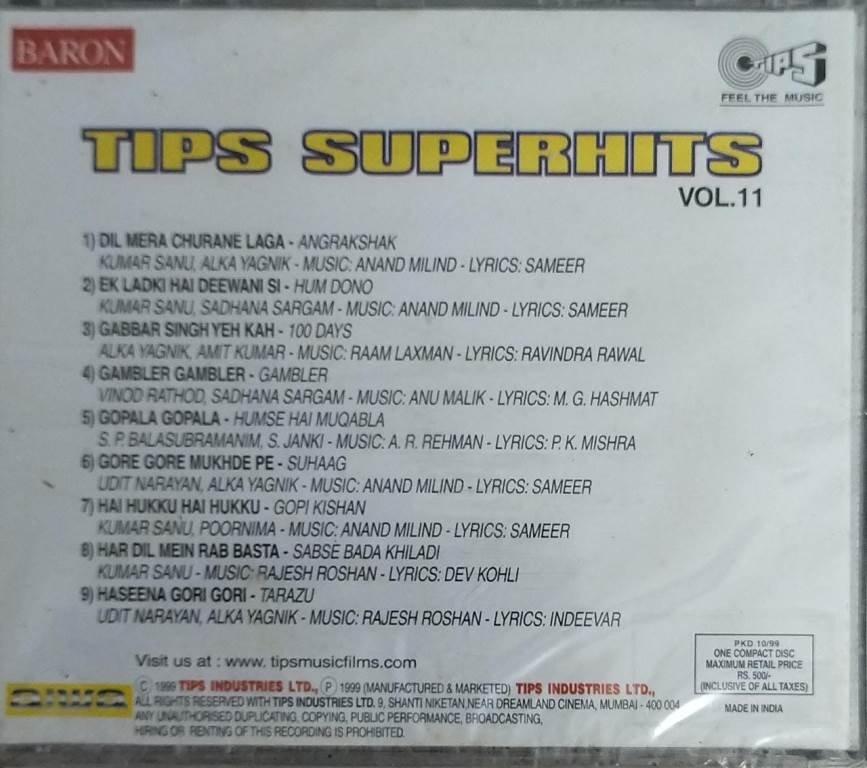 BARON
TIPS
FEEL THE MUSIC
TIPS SUPERHITS
VOL.11
1) DIL MERA CHURANE LAGA - ANGRAKSHAK
KUMAR SANU, ALKA YAGNIK - MUSIC: ANAND MILIND - LYRICS: SAMEER
2) EK LADKI HAI DEEWANI SI - HUM DONO
KUMAR SANU, SADHANA SARGAM - MUSIC: ANAND MILIND - LYRICS: SAMEER
3) GABBAR SINGH YEH KAH - 100 DAYS
ALKA YAGNIK, AMIT KUMAR - MUSIC: RAAM LAXMAN - LYRICS: RAVINDRA RAWAL
4) GAMBLER GAMBLER - GAMBLER
VINOD RATHOD, SADHANA SARGAM - MUSIC: ANU MALIK - LYRICS: M. G. HASHMAT
5) GOPALA GOPALA - HUMSE HAI MUQABLA
S. P. BALASUBRAMANIM, S. JANKI - MUSIC: A. R. REHMAN - LYRICS: P. K. MISHRA
6) GORE GORE MUKHDE PE - SUHAAG
UDIT NARAYAN, ALKA YAGNIK - MUSIC: ANAND MILIND - LYRICS: SAMEER
7) HAI HUKKU HAI HUKKU - GOPI KISHAN
KUMAR SANU, POORNIMA - MUSIC: ANAND MILIND - LYRICS: SAMEER
8) HAR DIL MEIN RAB BASTA - SABSE BADA KHILADI
KUMAR SANU - MUSIC: RAJESH ROSHAN - LYRICS: DEV KOHLI
9) HASEENA GORI GORI - TARAZU
UDIT NARAYAN, ALKA YAGNIK - MUSIC: RAJESH ROSHAN - LYRICS: INDEEVAR
Visit us at : www. tipsmusicfilms.com
PKD 10/99
ONE COMPACT DISC
MAXIMUM RETAIL PRICE
RS. 500/-
(INCLUSIVE OF ALL TAXES)
MADE IN INDIA
aiwa
© 1999 TIPS INDUSTRIES LTD., ℗ 1999 (MANUFACTURED & MARKETED) TIPS INDUSTRIES LTD.,
ALL RIGHTS RESERVED WITH TIPS INDUSTRIES LTD. 9, SHANTI NIKETAN,NEAR DREAMLAND CINEMA, MUMBAI - 400 004
ANY UNAUTHORISED DUPLICATING, COPYING, PUBLIC PERFORMANCE, BROADCASTING,
HIRING OR RENTING OF THIS RECORDING IS PROHIBITED.